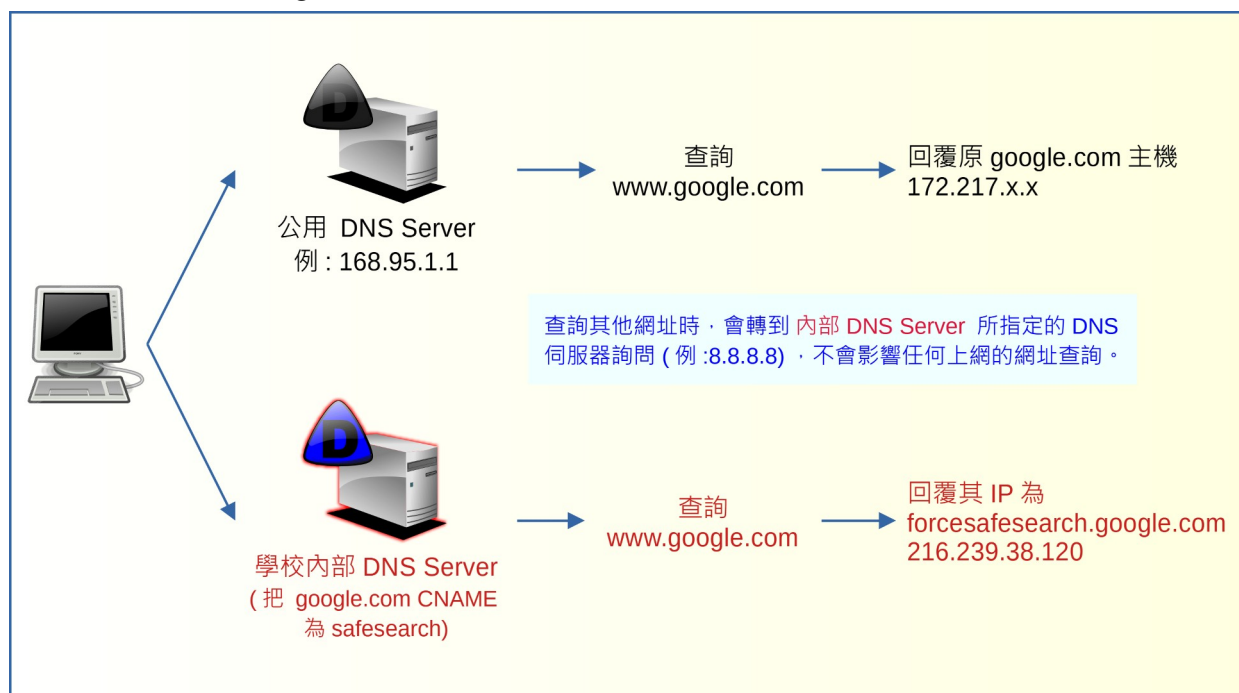 查詢
www.google.com
回覆原 google.com 主機
172.217.x.x
公用 DNS Server
例 : 168.95.1.1
查詢其他網址時，會轉到 內部 DNS Server 所指定的 DNS
伺服器詢問 ( 例 :8.8.8.8) ，不會影響任何上網的網址查詢。
D
學校內部 DNS Server
( 把 google.com CNAME
為 safesearch)
查詢
www.google.com
回覆其 IP 為
forcesafesearch.google.com
216.239.38.120